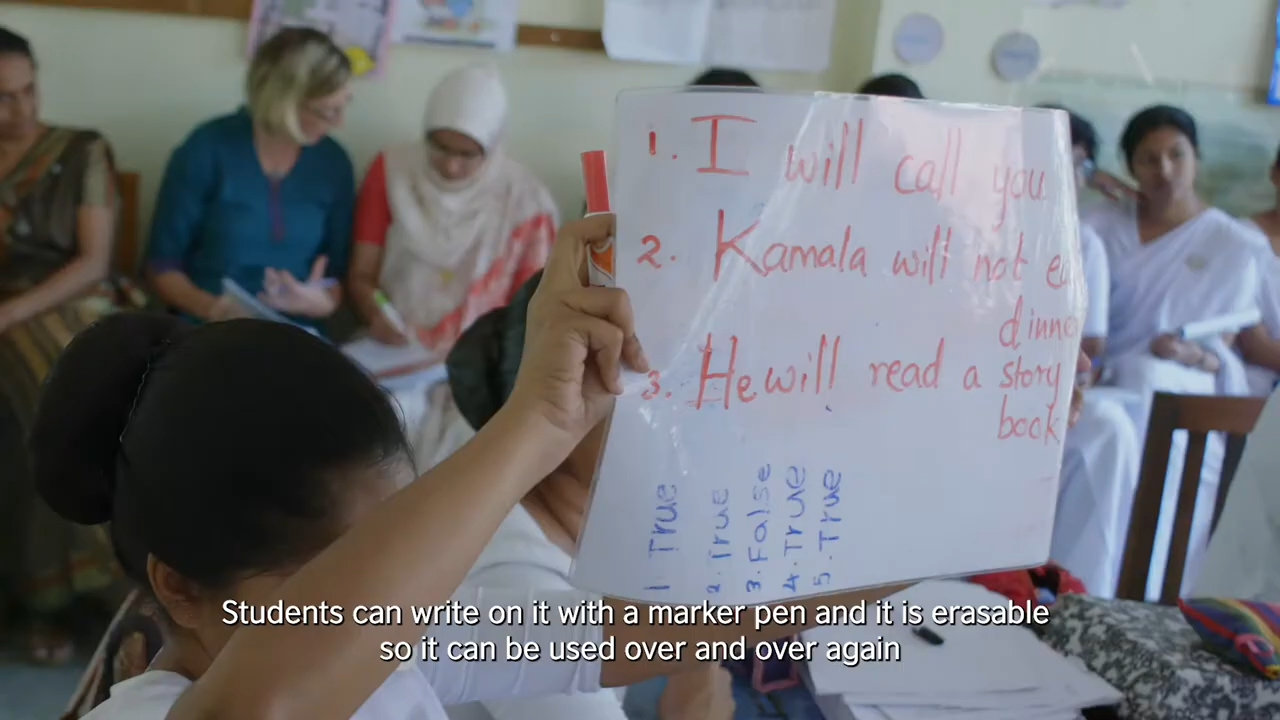 1. I will call you
2. Kamala will not
dinne
3. He will read a story
book
1 True
2. True
3. False
4. True
5. True
Students can write on it with a marker pen and it is erasable
so it can be used over and over again